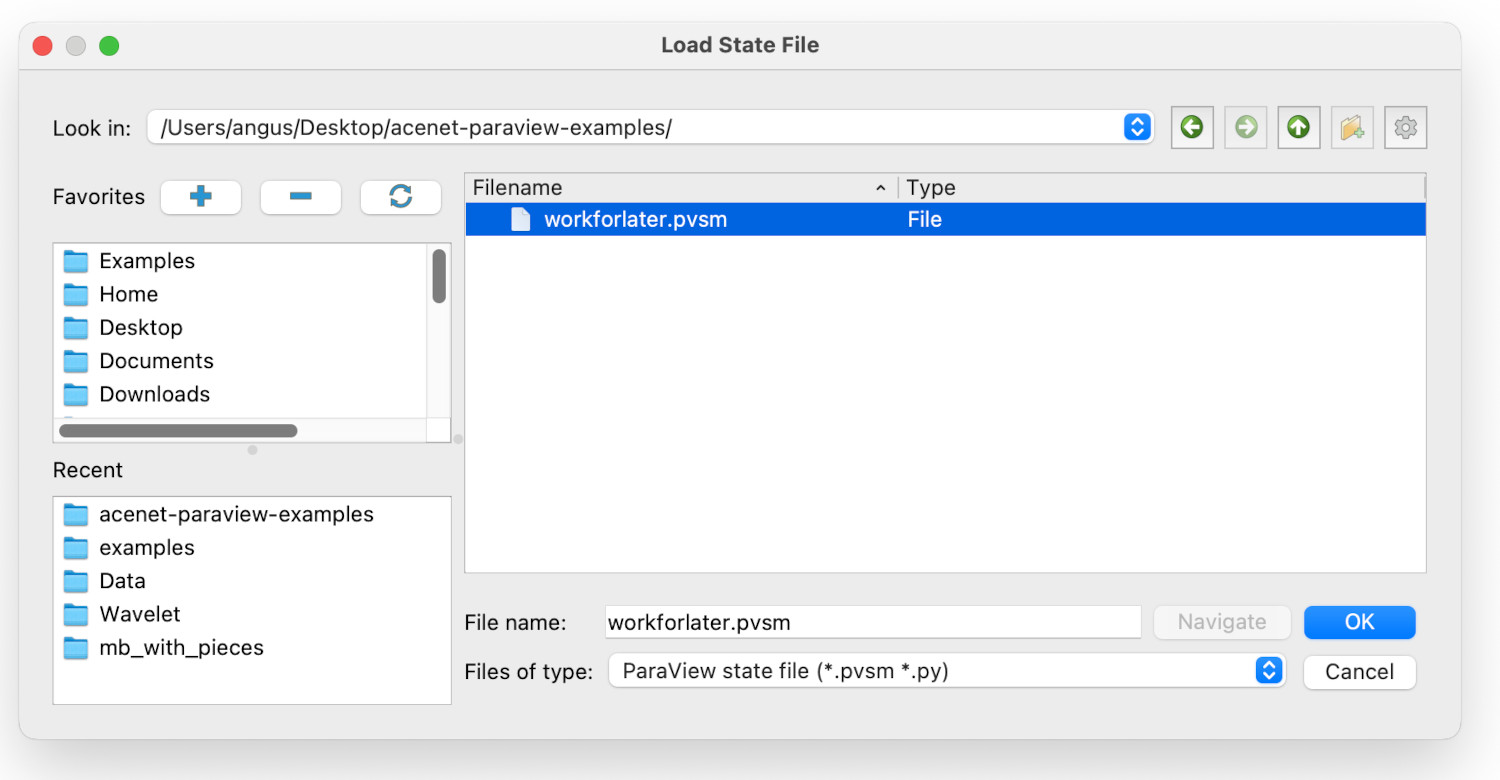 Load State File
Look in: /Users/angus/Desktop/acenet-paraview-examples/
Favorites
Examples
Home
Desktop
Documents
Downloads
Recent
acenet-paraview-examples
examples
Data
Wavelet
mb_with_pieces
Filename Type
workforlater.pvsm File
File name: workforlater.pvsm Navigate OK
Files of type: ParaView state file (*.pvsm *.py) Cancel